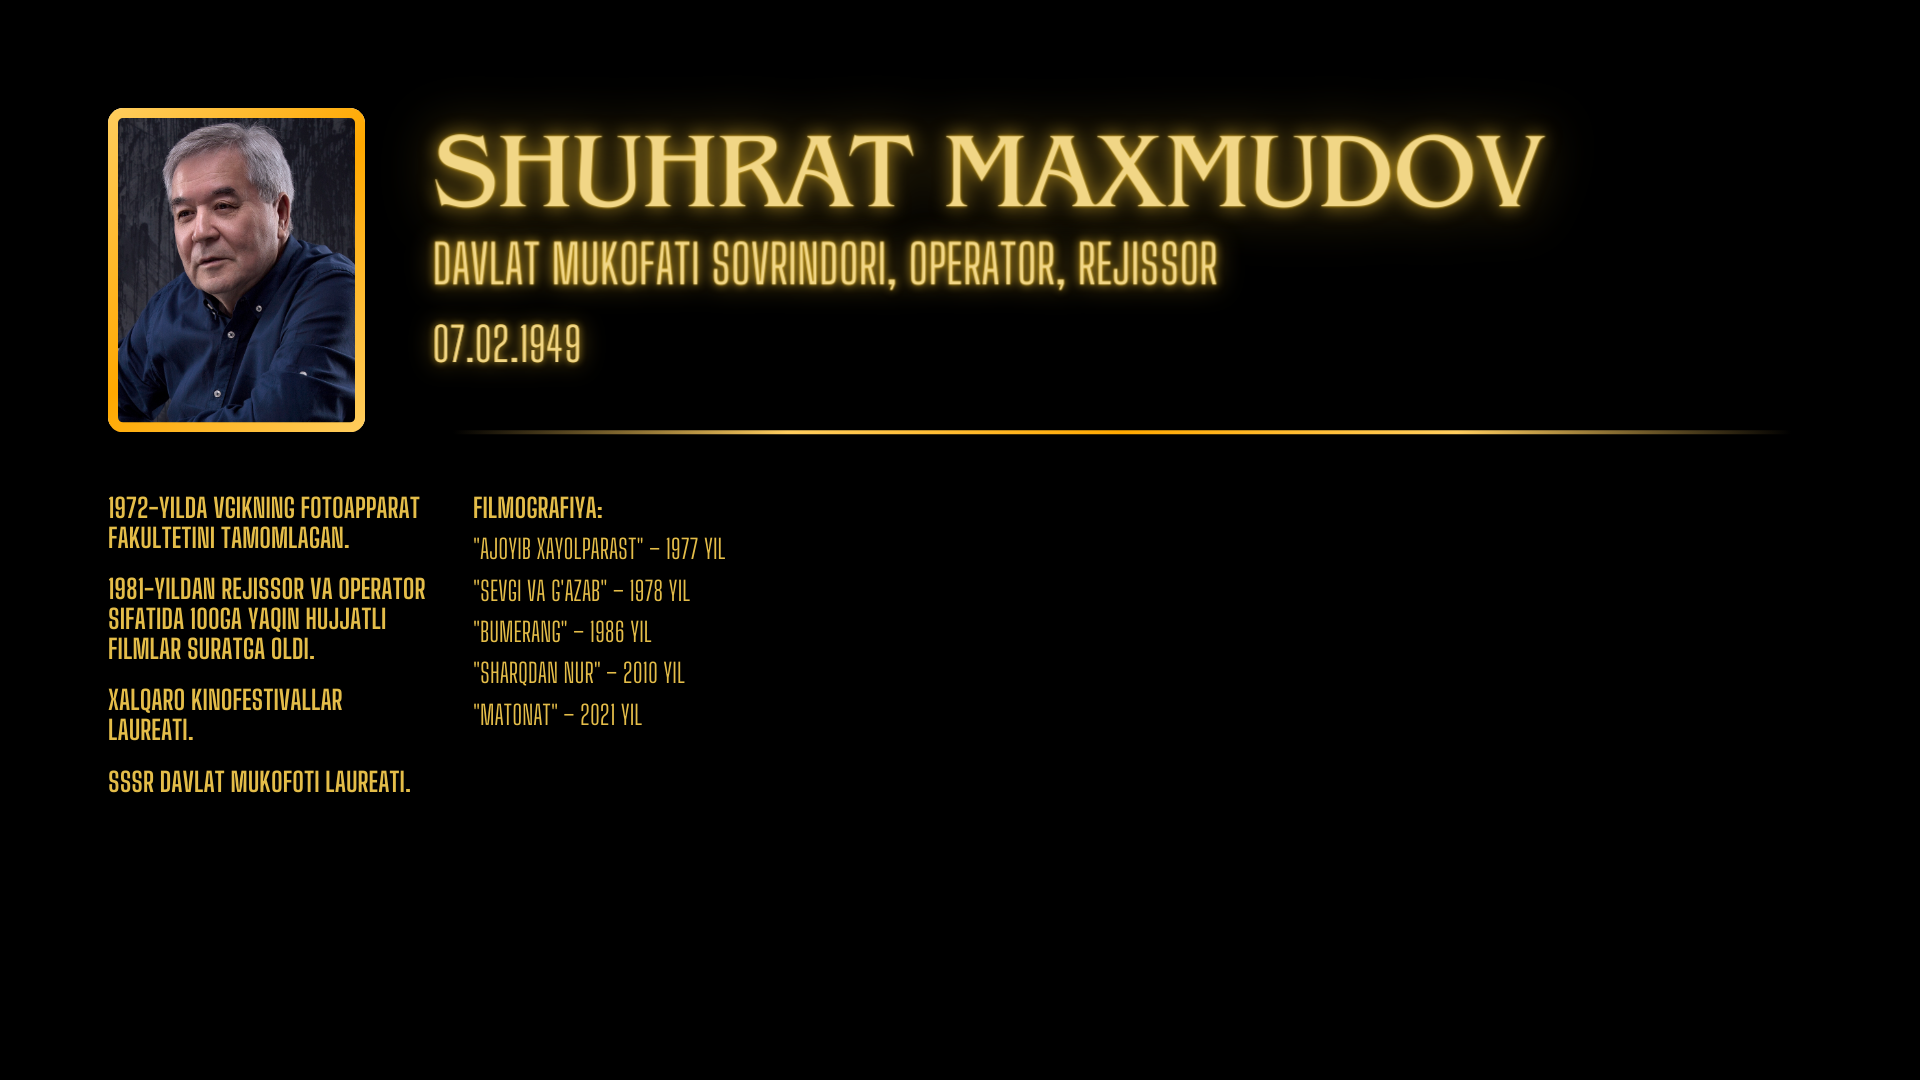 SHUHRAT MAXMUDOV
DAVLAT MUKOFATI SOVRINDORI, OPERATOR, REJISSOR
07.02.1949
1972-YILDA VGIKNING FOTOAPPARAT
FAKULTETINI TAMOMLAGAN.
1981-YILDAN REJISSOR VA OPERATOR
SIFATIDA 100GA YAQIN HUJJATLI
FILMLAR SURATGA OLDI.
XALQARO KINOFESTIVALLAR
LAUREATI.
SSSR DAVLAT MUKOFOTI LAUREATI.
FILMOGRAFIYA:
"AJOYIB XAYOLPARAST" – 1977 YIL
"SEVGI VA G'AZAB" – 1978 YIL
"BUMERANG" – 1986 YIL
"SHARQDAN NUR" – 2010 YIL
"MATONAT" – 2021 YIL